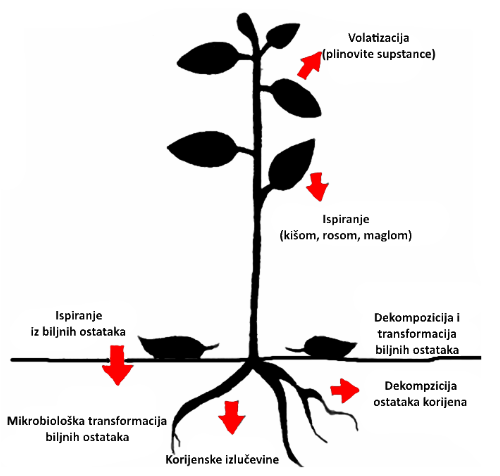 Volatizacija
(plinovite supstance)
Ispiranje
(kišom, rosom, maglom)
Ispiranje
iz biljnih ostataka
Dekompozicija i
transformacija
biljnih ostataka
Dekompzicija
ostataka korijena
Mikrobiološka transformacija
biljnih ostataka
Korijenske izlučevine